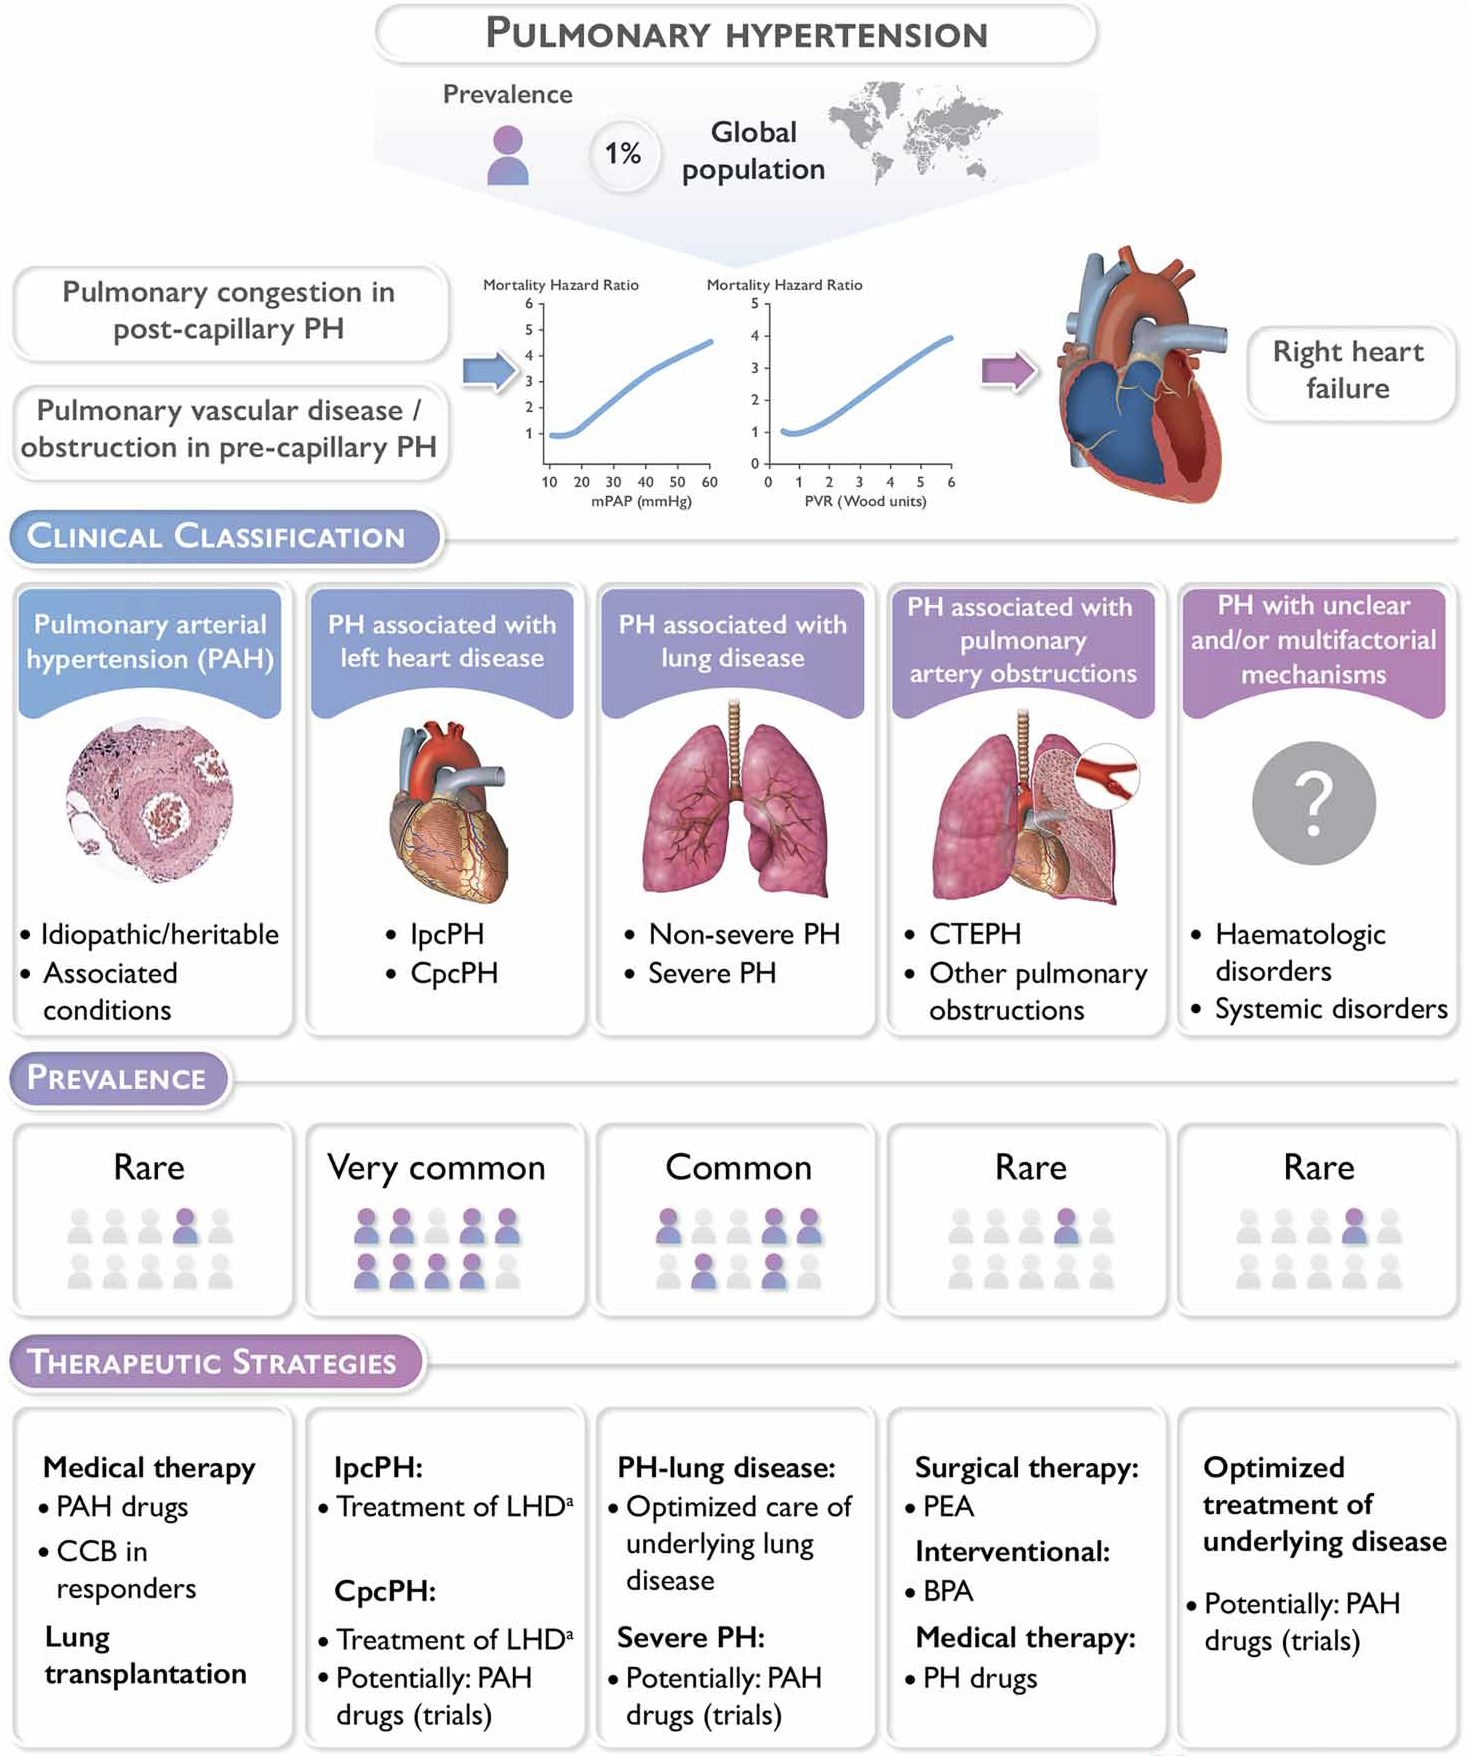 PULMONARY HYPERTENSION
Prevalence
1%
Global
population
Pulmonary congestion in
post-capillary PH
Pulmonary vascular disease /
obstruction in pre-capillary PH
Mortality Hazard Ratio
6
5
4
3
2
1
10 20 30 40 50 60
mPAP (mmHg)
Mortality Hazard Ratio
5
4
3
2
1
0
0 1 2 3 4 5 6
PVR (Wood units)
Right heart
failure
CLINICAL CLASSIFICATION
Pulmonary arterial
hypertension (PAH)
• Idiopathic/heritable
• Associated
conditions
PH associated with
left heart disease
• IpcPH
• CpcPH
PH associated with
lung disease
• Non-severe PH
• Severe PH
PH associated with
pulmonary
artery obstructions
• CTEPH
• Other pulmonary
obstructions
PH with unclear
and/or multifactorial
mechanisms
?
• Haematologic
disorders
• Systemic disorders
PREVALENCE
Rare
Very common
Common
Rare
Rare
THERAPEUTIC STRATEGIES
Medical therapy
• PAH drugs
• CCB in
responders
Lung
transplantation
IpcPH:
• Treatment of LHDᵃ
CpcPH:
• Treatment of LHDᵃ
• Potentially: PAH
drugs (trials)
PH-lung disease:
• Optimized care of
underlying lung
disease
Severe PH:
• Potentially: PAH
drugs (trials)
Surgical therapy:
• PEA
Interventional:
• BPA
Medical therapy:
• PH drugs
Optimized
treatment of
underlying disease
• Potentially: PAH
drugs (trials)